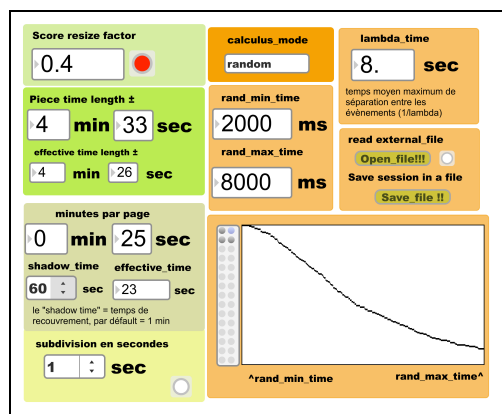 Score resize factor
0.4
Piece time length ±
4 min 33 sec
effective time length ±
4 min 26 sec
minutes par page
0 min 25 sec
shadow_time effective_time
60 sec 23 sec
le "shadow time" = temps de
recouvrement, par défault = 1 min
subdivision en secondes
1 sec
calculus_mode
random
rand_min_time
2000 ms
rand_max_time
8000 ms
lambda_time
8. sec
temps moyen maximum de
séparation entre les
évènements (1/lambda)
read external_file
Open_file!!!
Save session in a file
Save_file !!
^rand_min_time rand_max_time^